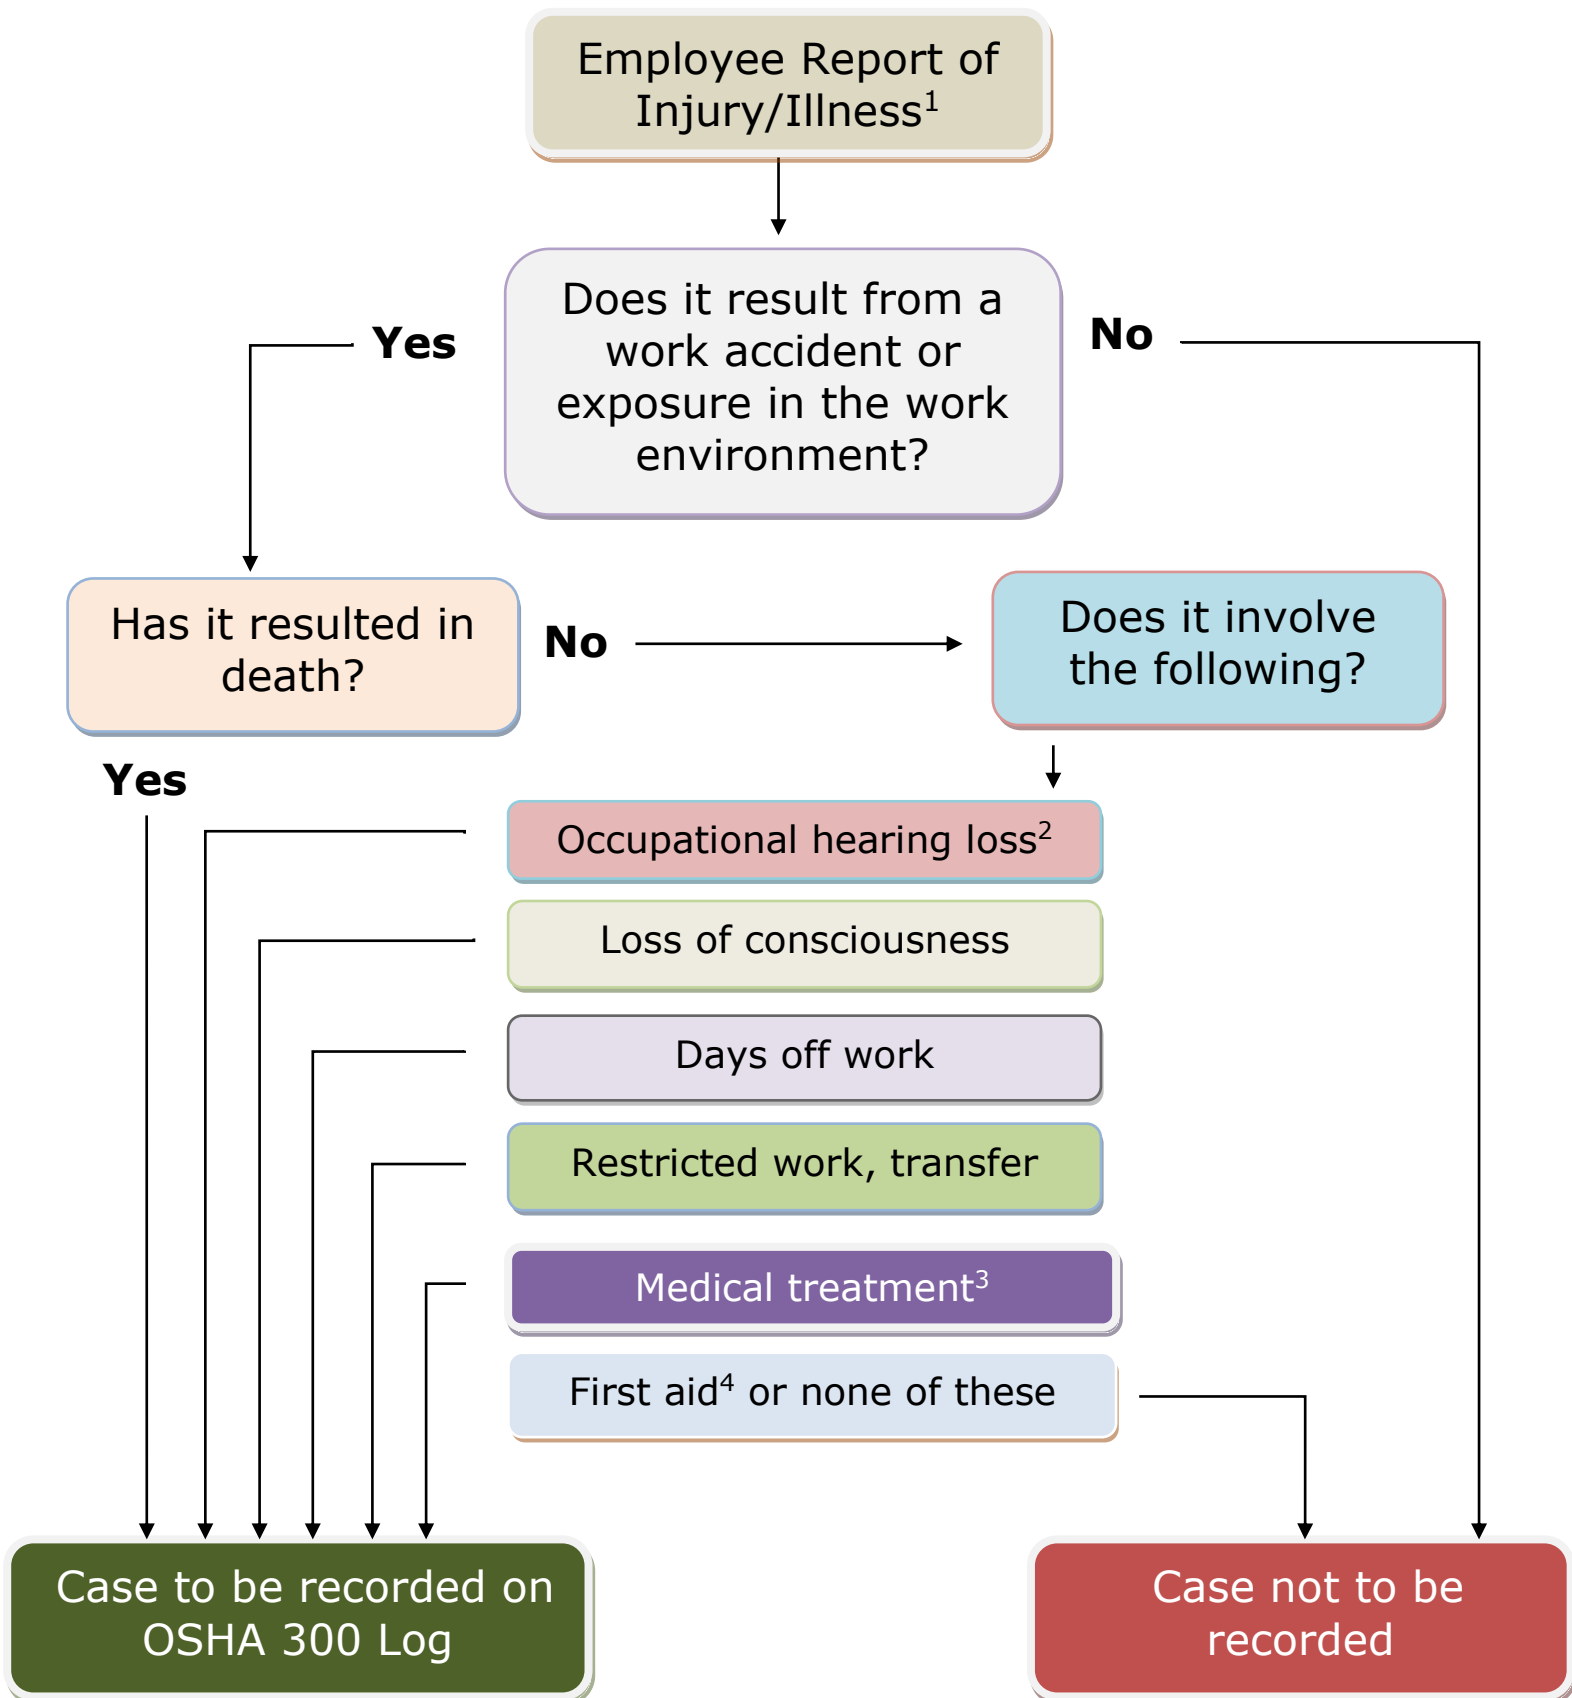 Employee Report of
Injury/Illness¹
Does it result from a
work accident or
exposure in the work
environment?
Yes
No
Has it resulted in
death?
No
Does it involve
the following?
Yes
Occupational hearing loss²
Loss of consciousness
Days off work
Restricted work, transfer
Medical treatment³
First aid⁴ or none of these
Case to be recorded on
OSHA 300 Log
Case not to be
recorded